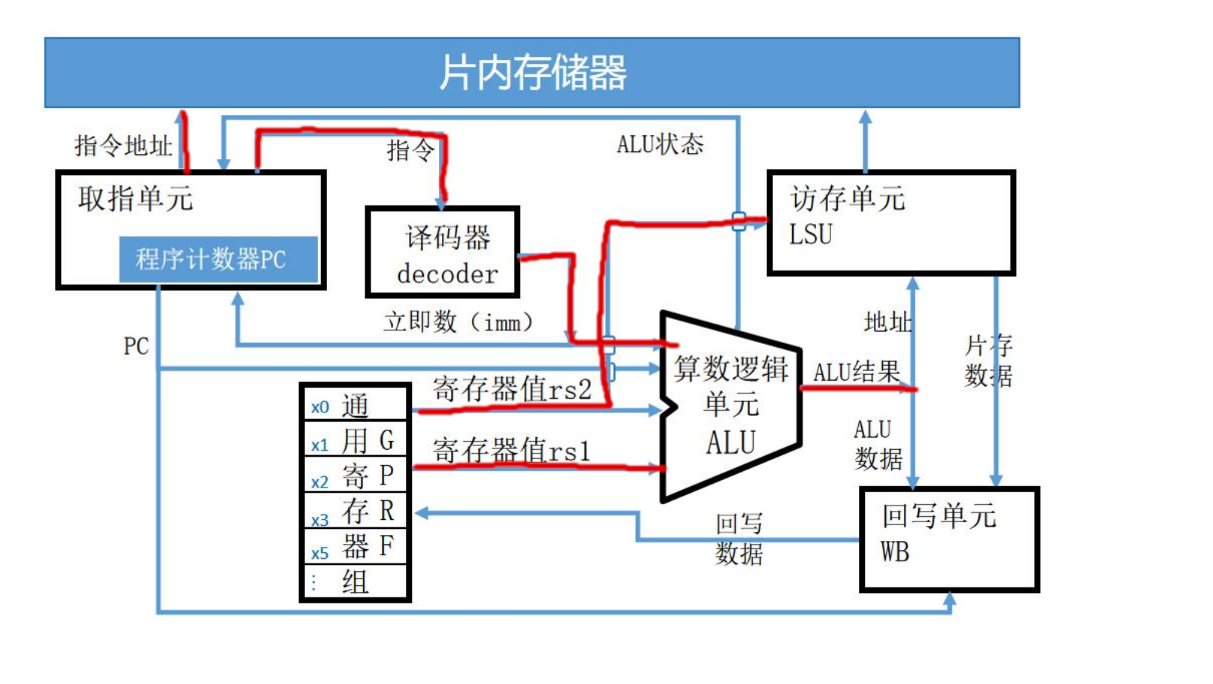 片内存储器
指令地址
指令
ALU状态
取指单元
程序计数器PC
译码器
decoder
访存单元
LSU
立即数（imm）
PC
地址
片存
数据
算数逻辑
单元
ALU
ALU结果
寄存器值rs2
寄存器值rs1
x0 通
x1 用 G
x2 寄 P
x3 存 R
x5 器 F
⋮ 组
ALU
数据
回写
数据
回写单元
WB